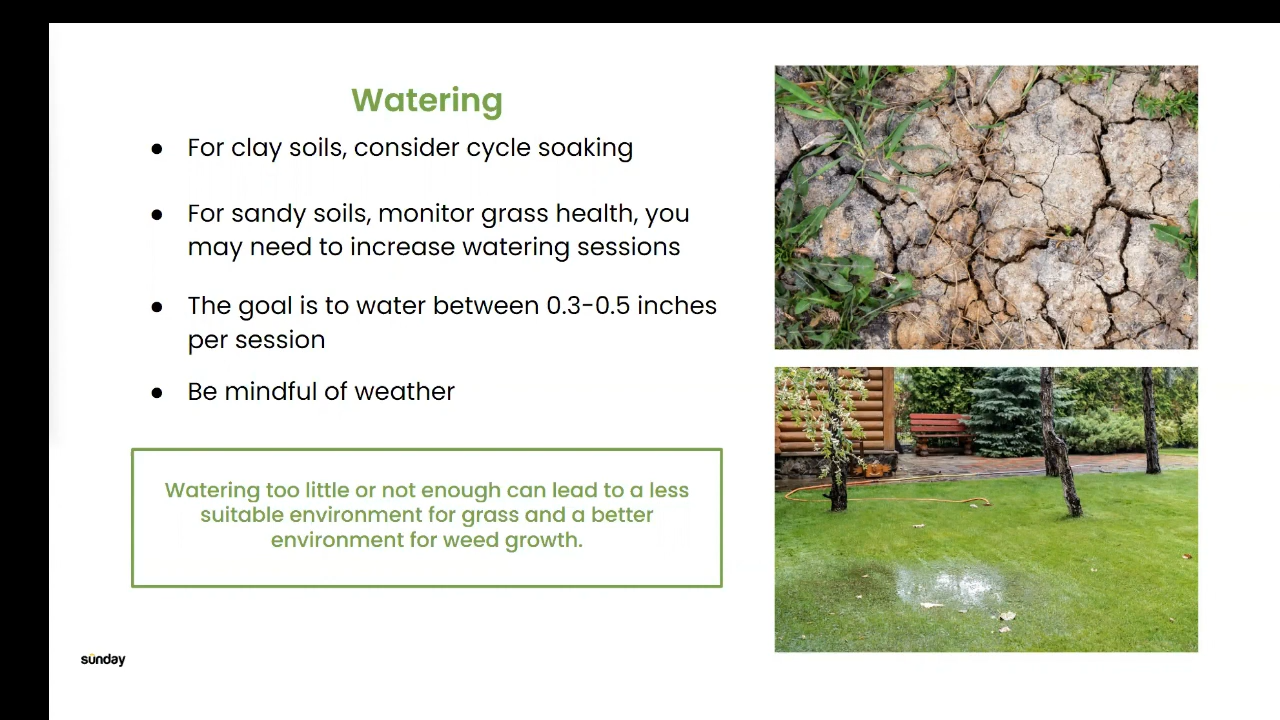 Watering
● For clay soils, consider cycle soaking
● For sandy soils, monitor grass health, you
may need to increase watering sessions
● The goal is to water between 0.3-0.5 inches
per session
● Be mindful of weather
Watering too little or not enough can lead to a less
suitable environment for grass and a better
environment for weed growth.
sunday